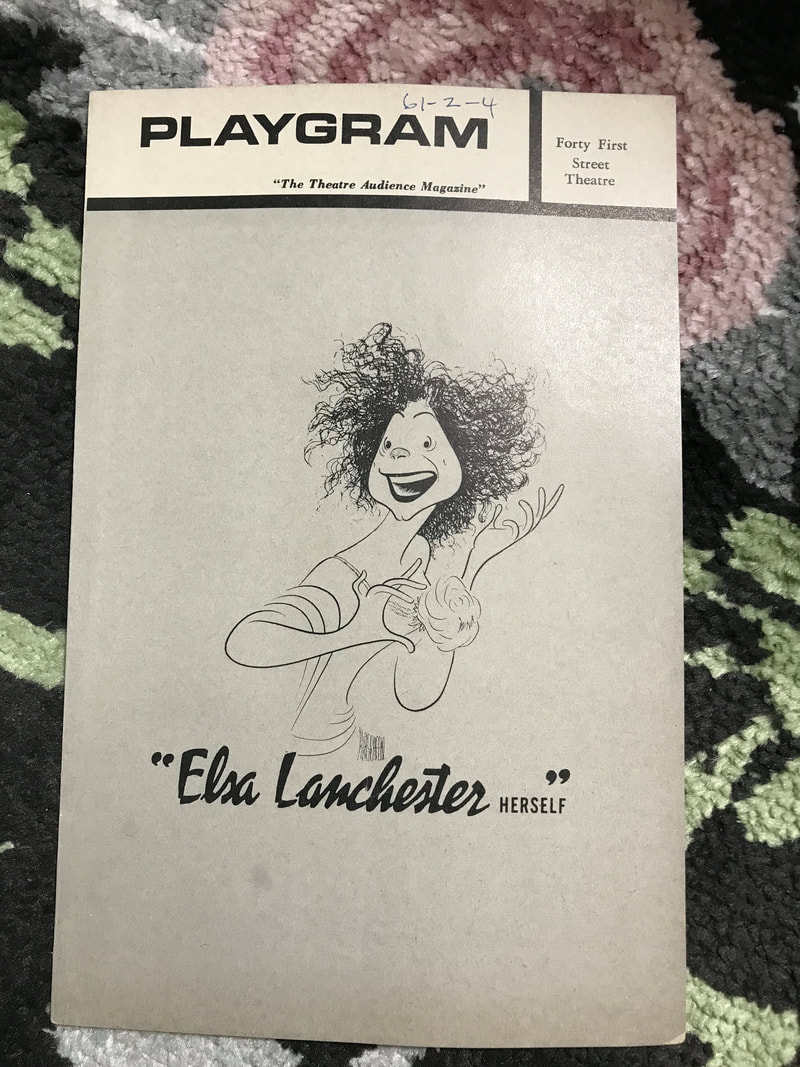 61-2-4
PLAYGRAM
"The Theatre Audience Magazine"
Forty First
Street
Theatre
"Elsa Lanchester HERSELF"